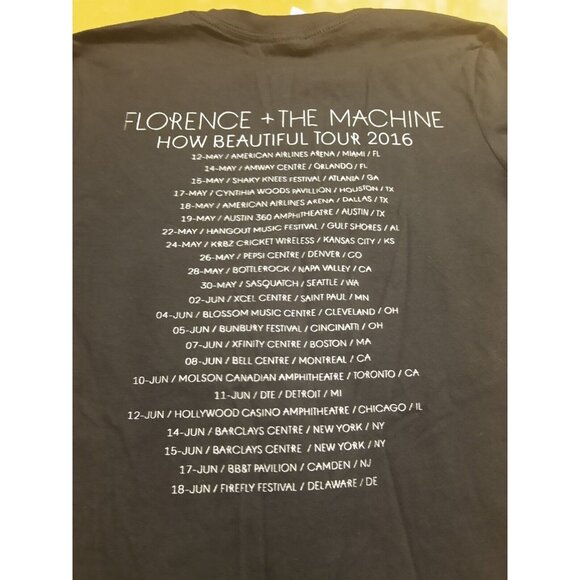 FLORENCE + THE MACHINE
HOW BEAUTIFUL TOUR 2016
12-MAY / AMERICAN AIRLINES ARENA / MIAMI / FL
14-MAY / AMWAY CENTRE / ORLANDO / FL
15-MAY / SHAKY KNEES FESTIVAL / ATLANTA / GA
17-MAY / CYNTHIA WOODS PAVILLION / HOUSTON / TX
18-MAY / AMERICAN AIRLINES ARENA / DALLAS / TX
19-MAY / AUSTIN 360 AMPHITHEATRE / AUSTIN / TX
22-MAY / HANGOUT MUSIC FESTIVAL / GULF SHORES / AL
24-MAY / KRBZ CRICKET WIRELESS / KANSAS CITY / KS
26-MAY / PEPSI CENTRE / DENVER / CO
28-MAY / BOTTLEROCK / NAPA VALLEY / CA
30-MAY / SASQUATCH / SEATTLE / WA
02-JUN / XCEL CENTRE / SAINT PAUL / MN
04-JUN / BLOSSOM MUSIC CENTRE / CLEVELAND / OH
05-JUN / BUNBURY FESTIVAL / CINCINATTI / OH
07-JUN / XFINITY CENTRE / BOSTON / MA
08-JUN / BELL CENTRE / MONTREAL / CA
10-JUN / MOLSON CANADIAN AMPHITHEATRE / TORONTO / CA
11-JUN / DTE / DETROIT / MI
12-JUN / HOLLYWOOD CASINO AMPHITHEATRE / CHICAGO / IL
14-JUN / BARCLAYS CENTRE / NEW YORK / NY
15-JUN / BARCLAYS CENTRE / NEW YORK / NY
17-JUN / BB&T PAVILION / CAMDEN / NJ
18-JUN / FIREFLY FESTIVAL / DELAWARE / DE